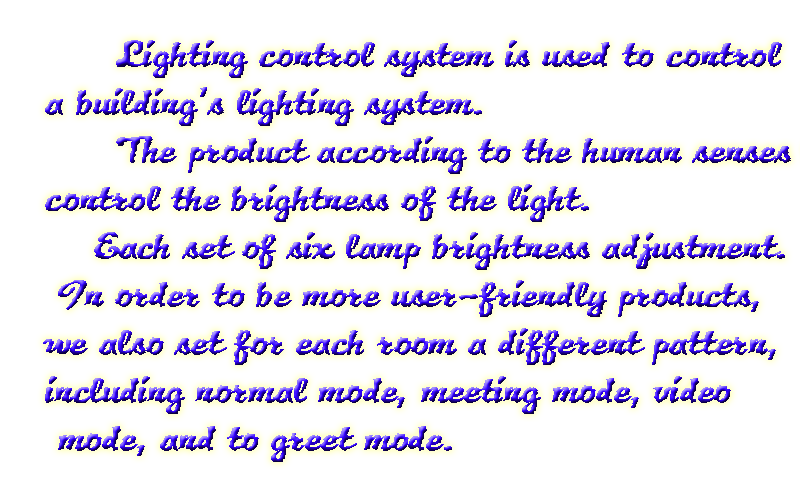 Lighting control system is used to control
a building's lighting system.
The product according to the human senses
control the brightness of the light.
Each set of six lamp brightness adjustment.
In order to be more user-friendly products,
we also set for each room a different pattern,
including normal mode, meeting mode, video
mode, and to greet mode.